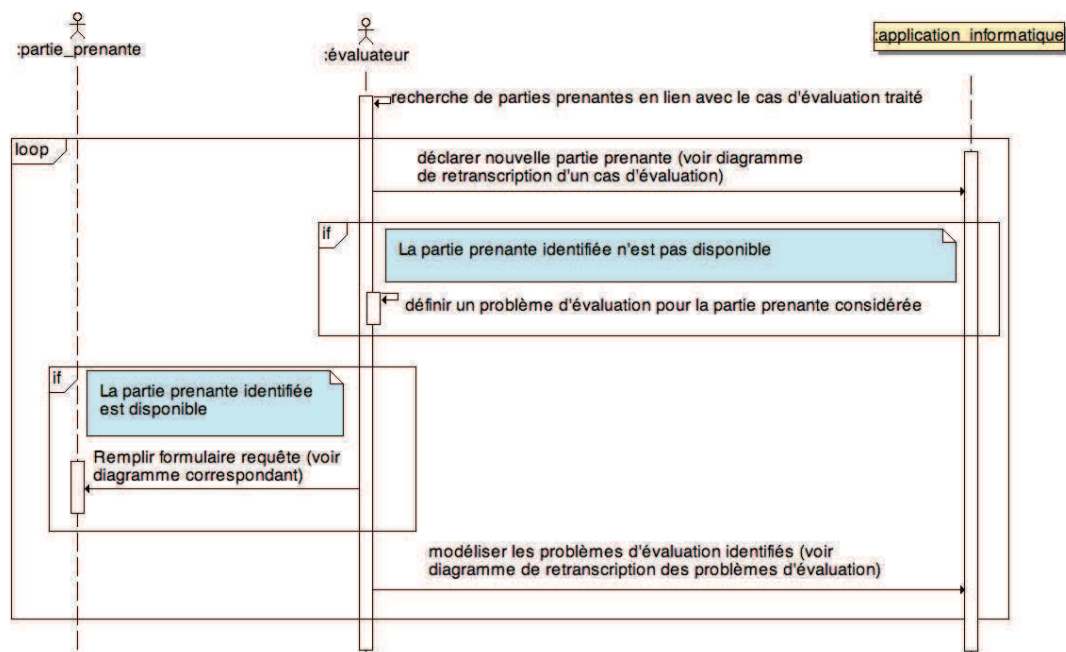 :partie_prenante
:évaluateur
:application_informatique
recherche de parties prenantes en lien avec le cas d'évaluation traité
loop
déclarer nouvelle partie prenante (voir diagramme
de retranscription d'un cas d'évaluation)
if
La partie prenante identifiée n'est pas disponible
définir un problème d'évaluation pour la partie prenante considérée
if
La partie prenante identifiée
est disponible
Remplir formulaire requête (voir
diagramme correspondant)
modéliser les problèmes d'évaluation identifiés (voir
diagramme de retranscription des problèmes d'évaluation)